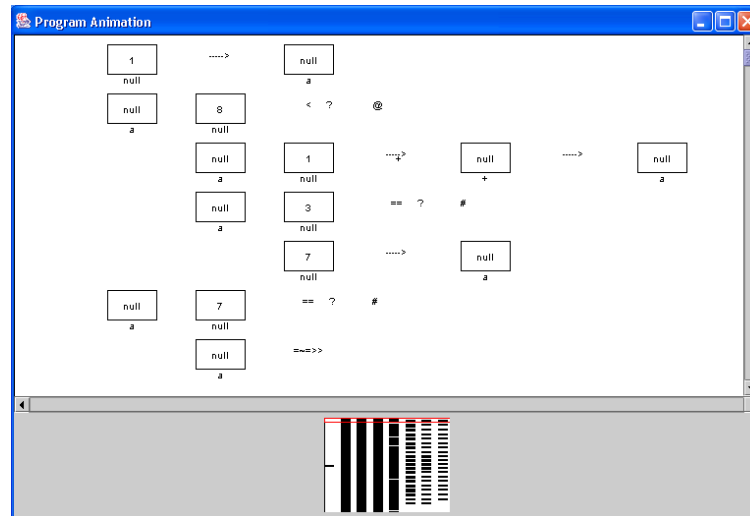 Program Animation
1 ----> null
null a
null 8 < ? @
a null
null 1 ----> null ----> null
+
a null + a
null 3 == ? #
a null
7 ----> null
null a
null 7 == ? #
a null
null =~=>>
a